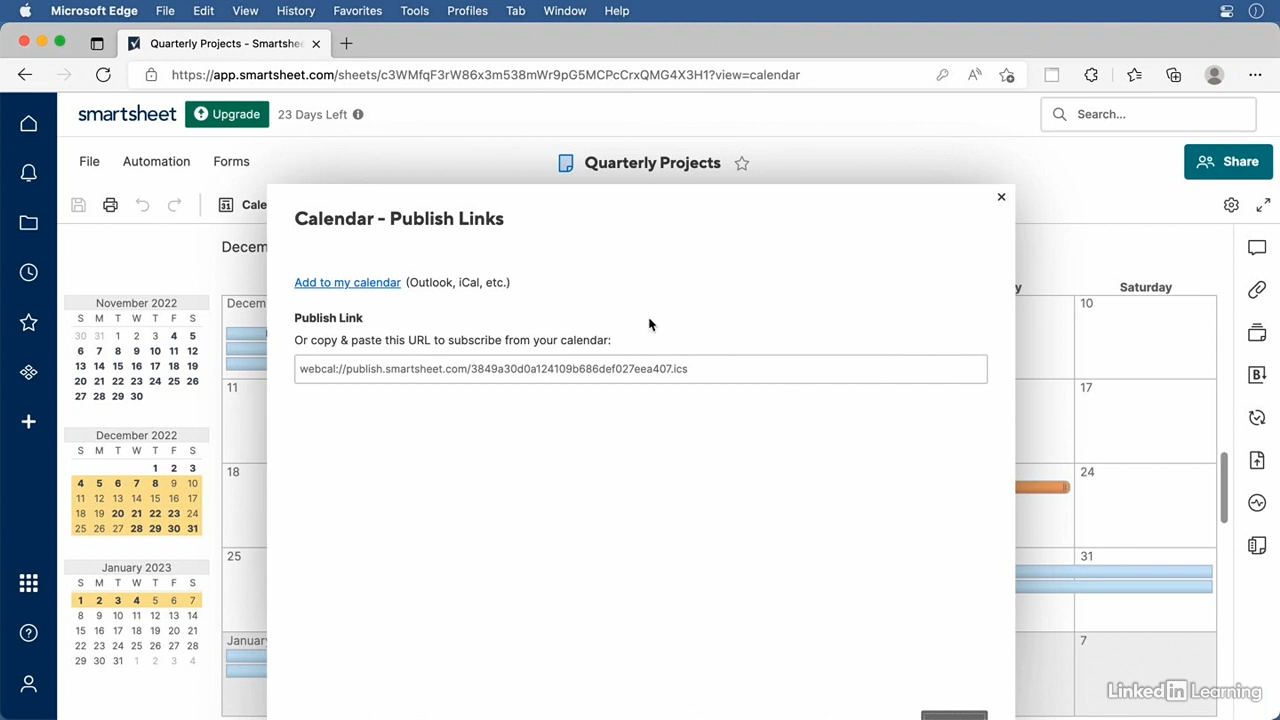 Microsoft Edge File Edit View History Favorites Tools Profiles Tab Window Help
Quarterly Projects - Smartshe
https://app.smartsheet.com/sheets/c3WMfqF3rW86x3m538mWr9pG5MCPcCrxQMG4X3H1?view=calendar
smartsheet Upgrade 23 Days Left Search...
File Automation Forms Quarterly Projects Share
31 Cale
Calendar - Publish Links
Decem
Add to my calendar (Outlook, iCal, etc.)
y Saturday
November 2022 Decem 10
S M T W T F S
30 31 1 2 3 4 5
6 7 8 9 10 11 12
13 14 15 16 17 18 19
20 21 22 23 24 25 26
27 28 29 30
Publish Link
Or copy & paste this URL to subscribe from your calendar:
webcal://publish.smartsheet.com/3849a30d0a124109b686def027eea407.ics
11 17
December 2022
S M T W T F S
1 2 3
4 5 6 7 8 9 10
11 12 13 14 15 16 17
18 19 20 21 22 23 24
25 26 27 28 29 30 31
18 24
25 31
January 2023
S M T W T F S
1 2 3 4 5 6 7
8 9 10 11 12 13 14
15 16 17 18 19 20 21
22 23 24 25 26 27 28
29 30 31 1 2 3 4
January 7
LinkedIn Learning